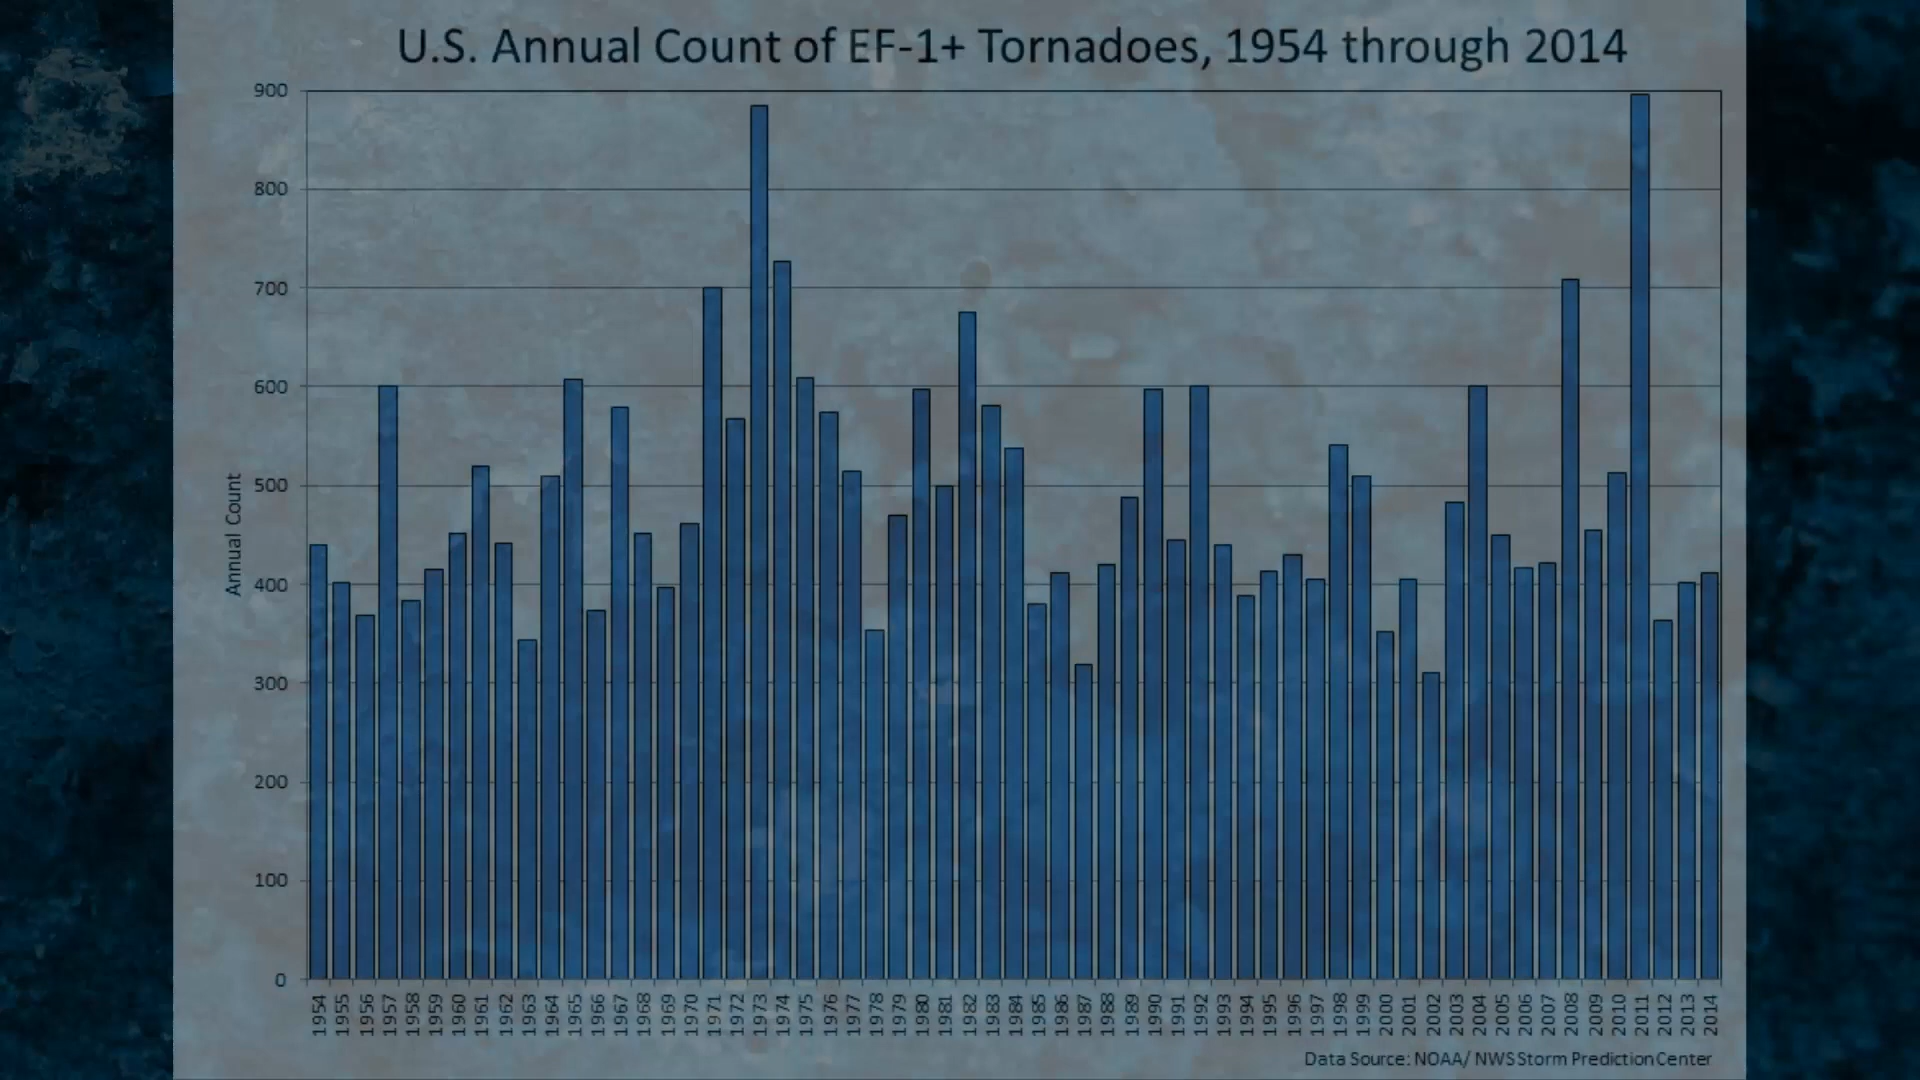 U.S. Annual Count of EF-1+ Tornadoes, 1954 through 2014
900
800
700
600
500
400
300
200
100
0
Annual Count
1954 1955 1956 1957 1958 1959 1960 1961 1962 1963 1964 1965 1966 1967 1968 1969 1970 1971 1972 1973 1974 1975 1976 1977 1978 1979 1980 1981 1982 1983 1984 1985 1986 1987 1988 1989 1990 1991 1992 1993 1994 1995 1996 1997 1998 1999 2000 2001 2002 2003 2004 2005 2006 2007 2008 2009 2010 2011 2012 2013 2014
Data Source: NOAA/ NWS Storm Prediction Center